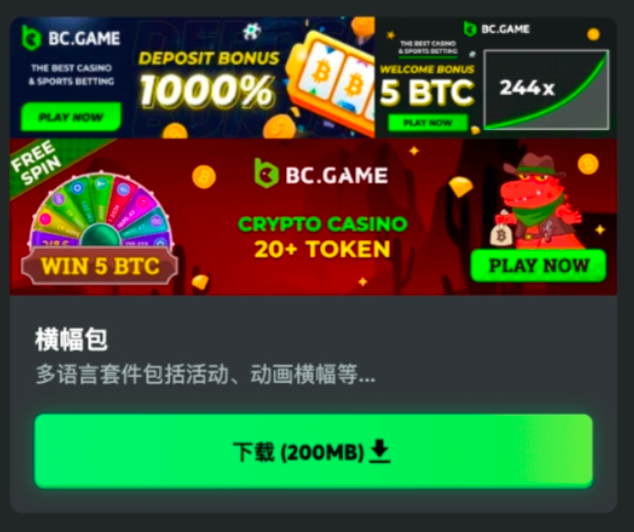 BC.GAME
THE BEST CASINO
& SPORTS BETTING
PLAY NOW
DEPOSIT BONUS
1000%
BC.GAME
THE BEST CASINO
& SPORTS BETTING
WELCOME BONUS
5 BTC
PLAY NOW
244x
FREE
SPIN
WIN 5 BTC
BC.GAME
CRYPTO CASINO
20+ TOKEN
PLAY NOW
横幅包
多语言套件包括活动、动画横幅等...
下载 (200MB)